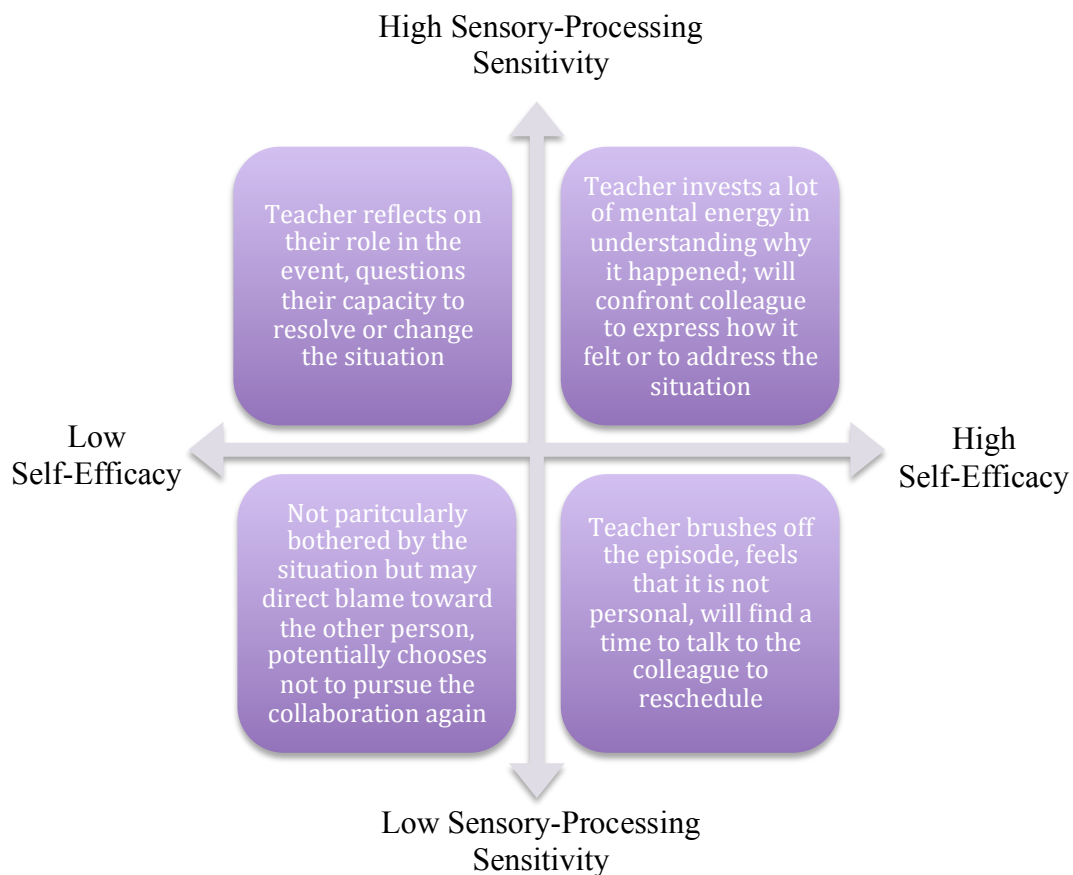 High Sensory-Processing
Sensitivity
Teacher reflects on
their role in the
event, questions
their capacity to
resolve or change
the situation
Teacher invests a lot
of mental energy in
understanding why
it happened; will
confront colleague
to express how it
felt or to address the
situation
Low
Self-Efficacy
High
Self-Efficacy
Not paritcularly
bothered by the
situation but may
direct blame toward
the other person,
potentially chooses
not to pursue the
collaboration again
Teacher brushes off
the episode, feels
that it is not
personal, will find a
time to talk to the
colleague to
reschedule
Low Sensory-Processing
Sensitivity